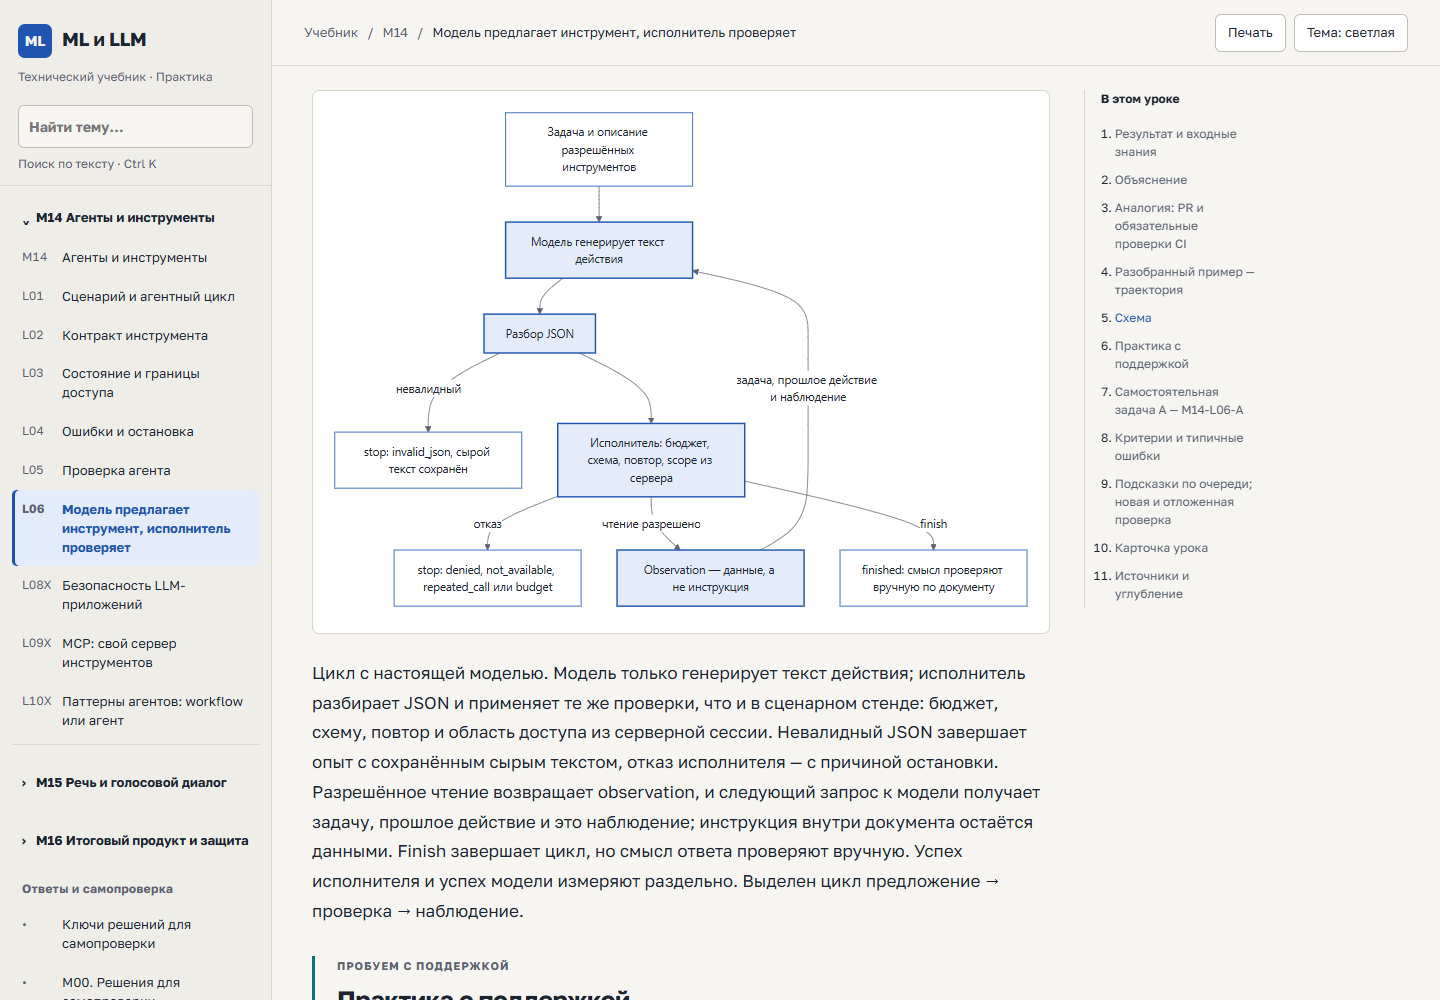 ML
ML и LLM
Технический учебник · Практика
Найти тему...
Поиск по тексту · Ctrl K
М14 Агенты и инструменты
М14 Агенты и инструменты
L01 Сценарий и агентный цикл
L02 Контракт инструмента
L03 Состояние и границы
доступа
L04 Ошибки и остановка
L05 Проверка агента
L06 Модель предлагает
инструмент, исполнитель
проверяет
L08X Безопасность LLM-
приложений
L09X MCP: свой сервер
инструментов
L10X Паттерны агентов: workflow
или агент
М15 Речь и голосовой диалог
М16 Итоговый продукт и защита
Ответы и самопроверка
• Ключи решений для
самопроверки
• М00. Решения для
Учебник / М14 / Модель предлагает инструмент, исполнитель проверяет
Печать
Тема: светлая
Задача и описание
разрешённых
инструментов
Модель генерирует текст
действия
Разбор JSON
невалидный
задача, прошлое действие
и наблюдение
stop: invalid_json, сырой
текст сохранён
Исполнитель: бюджет,
схема, повтор, scope из
сервера
отказ
чтение разрешено
finish
stop: denied, not_available,
repeated_call или budget
Observation — данные, а
не инструкция
finished: смысл проверяют
вручную по документу
Цикл с настоящей моделью. Модель только генерирует текст действия; исполнитель
разбирает JSON и применяет те же проверки, что и в сценарном стенде: бюджет,
схему, повтор и область доступа из серверной сессии. Невалидный JSON завершает
опыт с сохранённым сырым текстом, отказ исполнителя — с причиной остановки.
Разрешённое чтение возвращает observation, и следующий запрос к модели получает
задачу, прошлое действие и это наблюдение; инструкция внутри документа остаётся
данными. Finish завершает цикл, но смысл ответа проверяют вручную. Успех
исполнителя и успех модели измеряют раздельно. Выделен цикл предложение →
проверка → наблюдение.
ПРОБУЕМ С ПОДДЕРЖКОЙ
Практика с поддержкой
В этом уроке
1. Результат и входные
знания
2. Объяснение
3. Аналогия: PR и
обязательные
проверки CI
4. Разобранный пример —
траектория
5. Схема
6. Практика с
поддержкой
7. Самостоятельная
задача А — M14-L06-A
8. Критерии и типичные
ошибки
9. Подсказки по очереди;
новая и отложенная
проверка
10. Карточка урока
11. Источники и
углубление